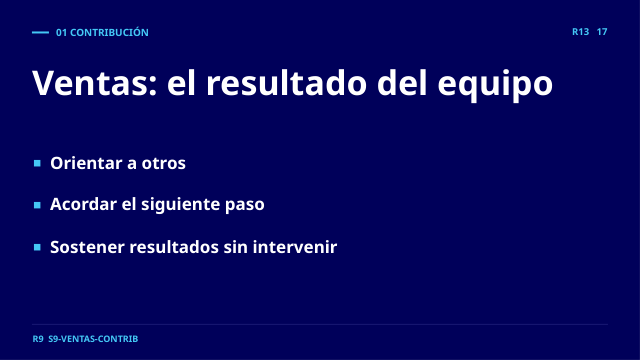 01 CONTRIBUCIÓN
R13 17
Ventas: el resultado del equipo
Orientar a otros
Acordar el siguiente paso
Sostener resultados sin intervenir
R9 S9-VENTAS-CONTRIB